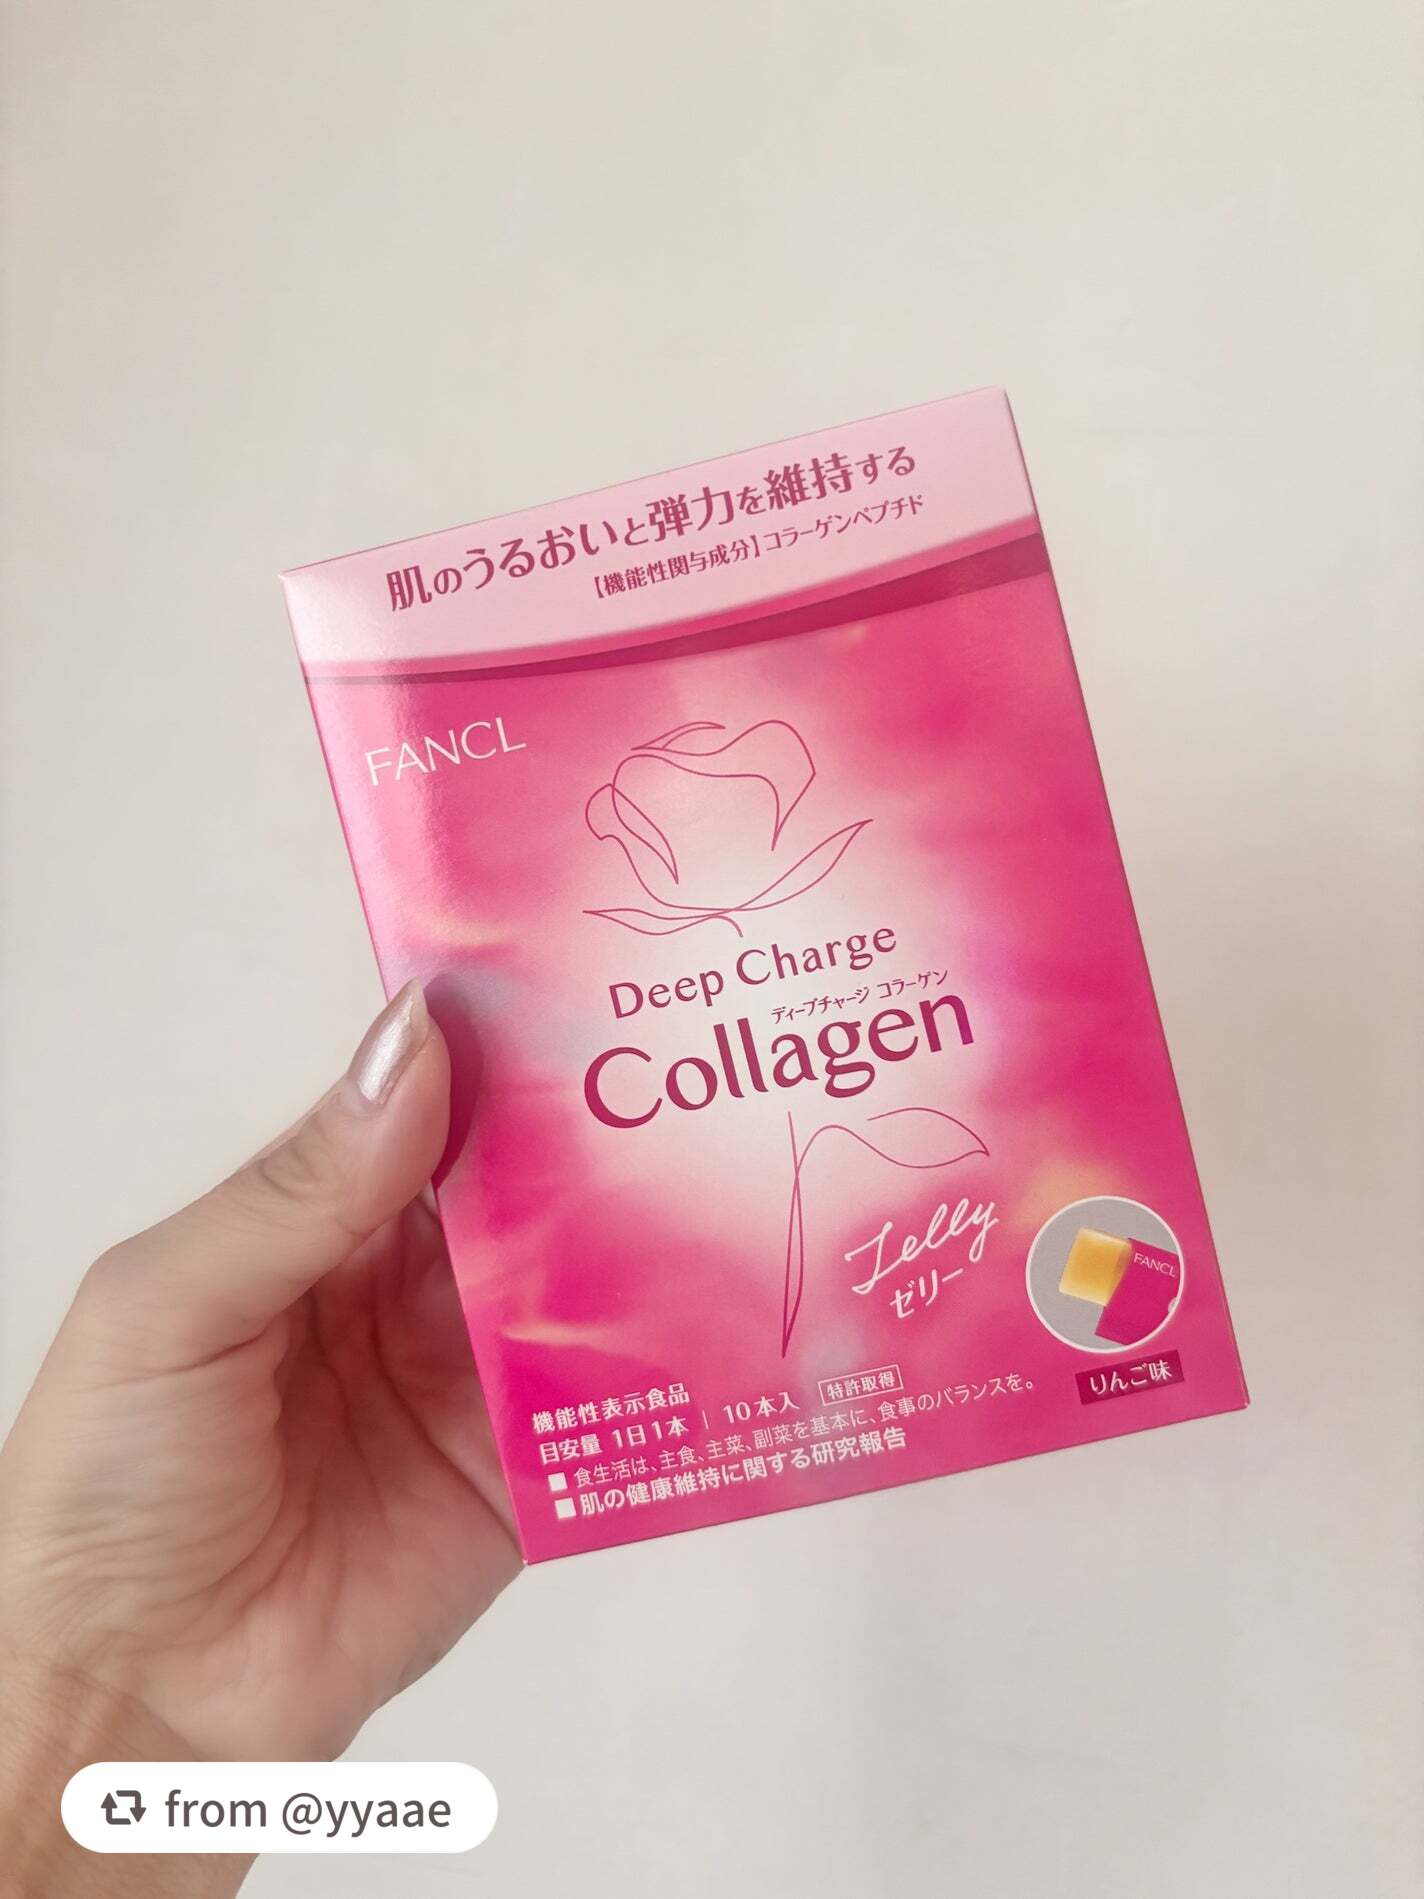 肌のうるおいと弾力を維持する
【機能性関与成分】コラーゲンペプチド
FANCL
Deep Charge
ディープチャージ コラーゲン
Collagen
Jelly
ゼリー
FANCL
りんご味
機能性表示食品
目安量 1日1本 | 10本入 特許取得
■ 食生活は、主食、主菜、副菜を基本に、食事のバランスを。
■ 肌の健康維持に関する研究報告
from @yyaae